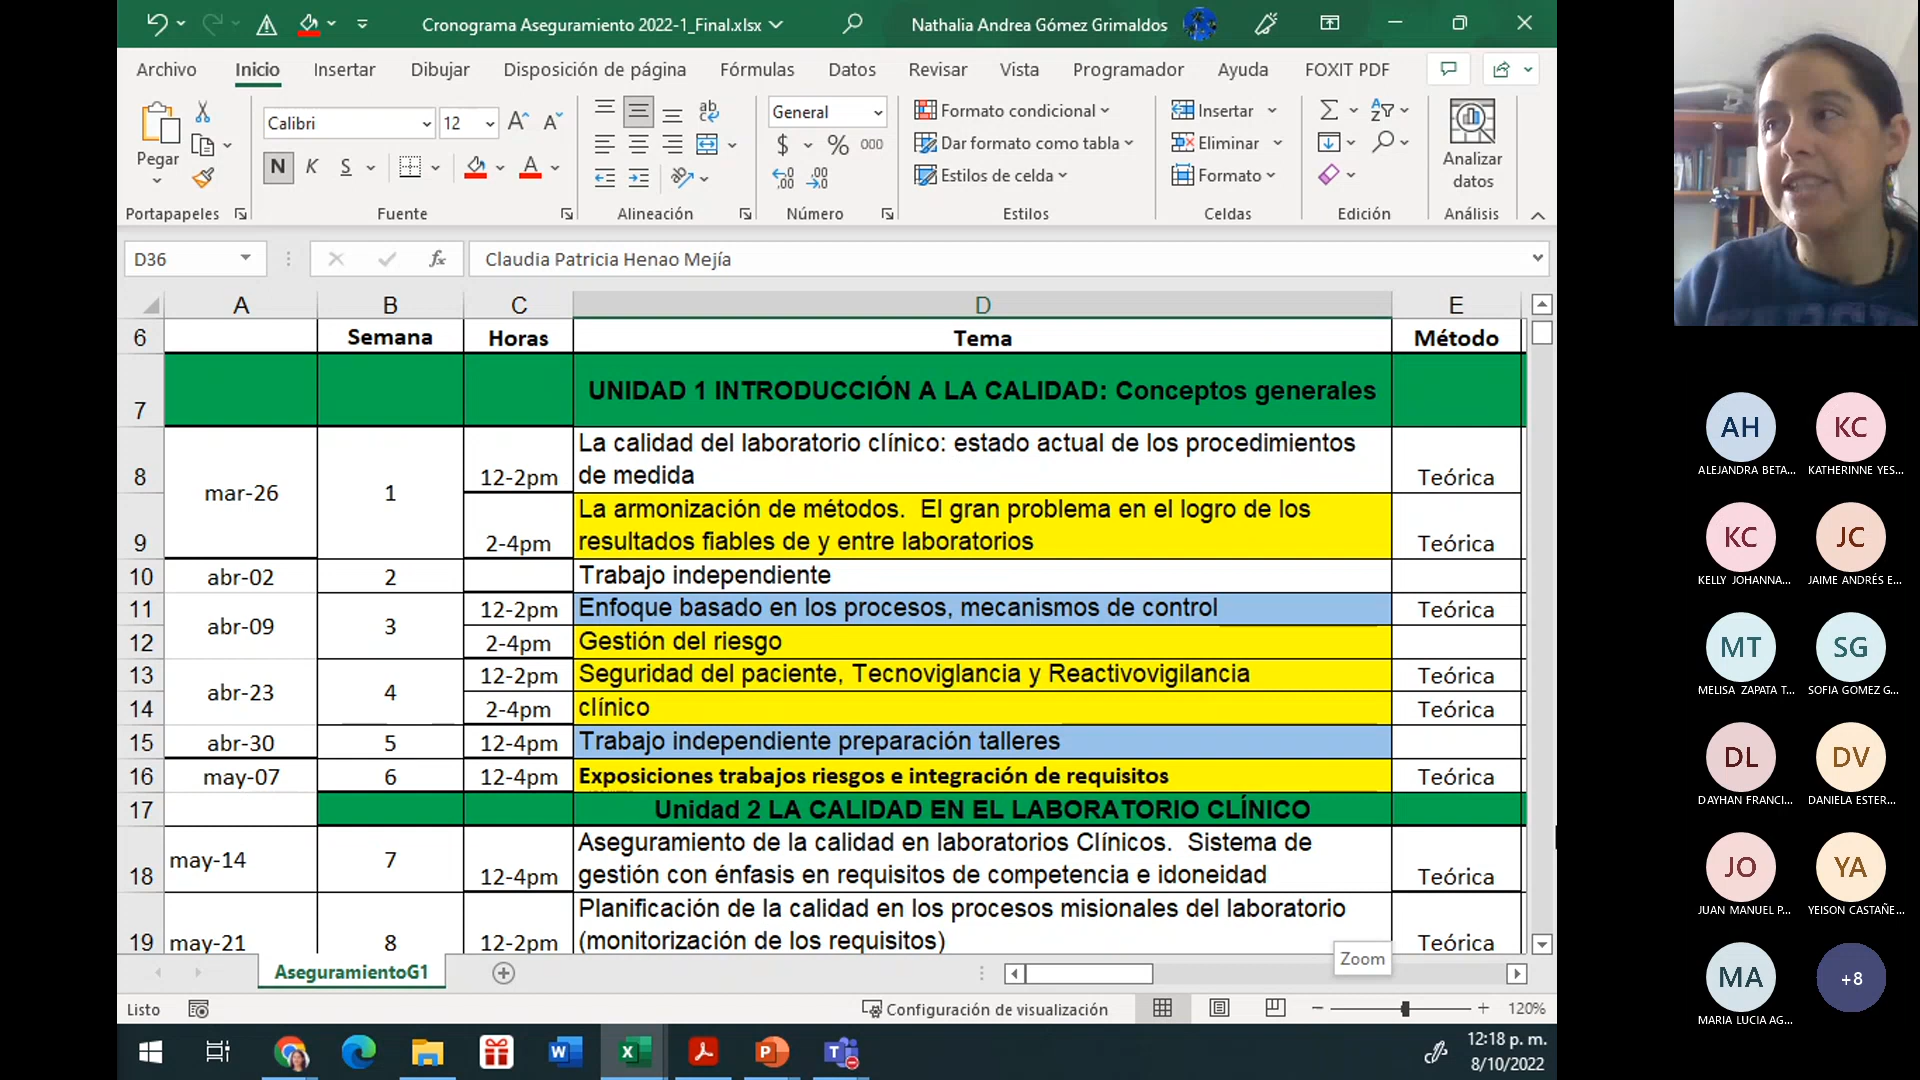 Cronograma Aseguramiento 2022-1_Final.xlsx
Nathalia Andrea Gómez Grimaldos
Archivo Inicio Insertar Dibujar Disposición de página Fórmulas Datos Revisar Vista Programador Ayuda FOXIT PDF
Pegar
Calibri 12
N K S
ab
General
$ % 000
Formato condicional
Dar formato como tabla
Estilos de celda
Insertar
Eliminar
Formato
Analizar
datos
Portapapeles Fuente Alineación Número Estilos Celdas Edición Análisis
D36 fx Claudia Patricia Henao Mejía
A B C D E
6 Semana Horas Tema Método
7 UNIDAD 1 INTRODUCCIÓN A LA CALIDAD: Conceptos generales
8 mar-26 1 12-2pm La calidad del laboratorio clínico: estado actual de los procedimientos
de medida Teórica
9 2-4pm La armonización de métodos.  El gran problema en el logro de los
resultados fiables de y entre laboratorios Teórica
10 abr-02 2 Trabajo independiente
11 abr-09 3 12-2pm Enfoque basado en los procesos, mecanismos de control Teórica
12 2-4pm Gestión del riesgo
13 abr-23 4 12-2pm Seguridad del paciente, Tecnoviglancia y Reactivovigilancia Teórica
14 2-4pm clínico Teórica
15 abr-30 5 12-4pm Trabajo independiente preparación talleres
16 may-07 6 12-4pm Exposiciones trabajos riesgos e integración de requisitos Teórica
17 Unidad 2 LA CALIDAD EN EL LABORATORIO CLÍNICO
18 may-14 7 12-4pm Aseguramiento de la calidad en laboratorios Clínicos.  Sistema de
gestión con énfasis en requisitos de competencia e idoneidad Teórica
19 may-21 8 12-2pm Planificación de la calidad en los procesos misionales del laboratorio
(monitorización de los requisitos) Teórica
Zoom
AseguramientoG1
Listo Configuración de visualización 120%
12:18 p. m.
8/10/2022
AH KC
ALEJANDRA BETA... KATHERINNE YES...
KC JC
KELLY JOHANNA... JAIME ANDRÉS E...
MT SG
MELISA ZAPATA T... SOFIA GOMEZ G...
DL DV
DAYHAN FRANCI... DANIELA ESTER...
JO YA
JUAN MANUEL P... YEISON CASTAÑE...
MA +8
MARIA LUCIA AG...